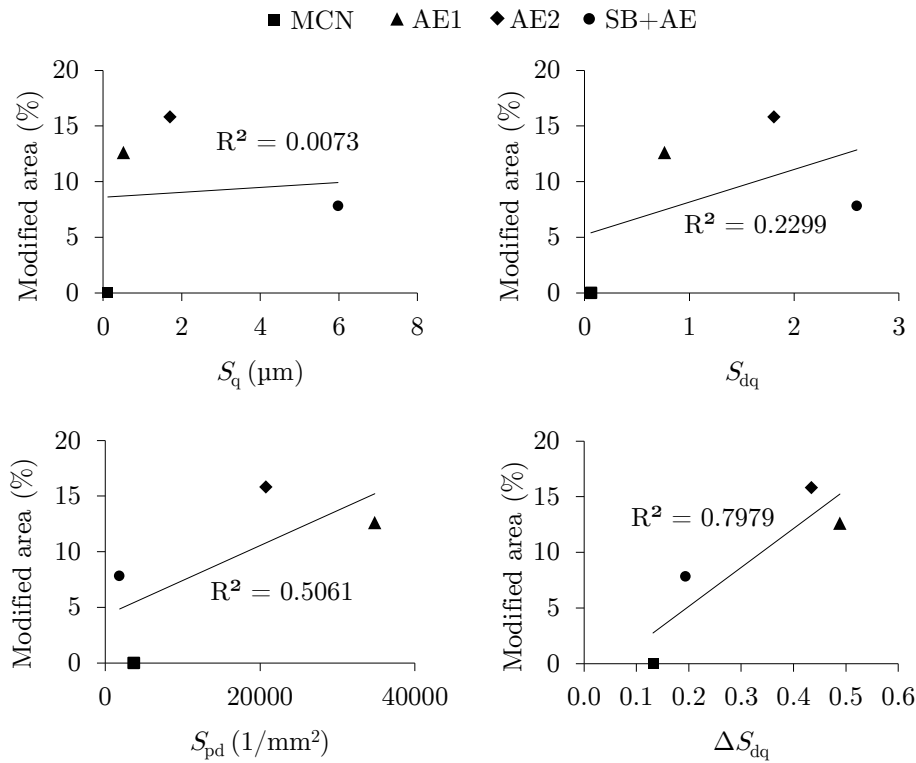 ■ MCN ▲ AE1 ◆ AE2 ● SB+AE
Modified area (%)
20
15
10
5
0
R² = 0.0073
0 2 4 6 8
Sq (µm)
Modified area (%)
20
15
10
5
0
R² = 0.2299
0 1 2 3
Sdq
Modified area (%)
20
15
10
5
0
R² = 0.5061
0 20000 40000
Spd (1/mm²)
Modified area (%)
20
15
10
5
0
R² = 0.7979
0.0 0.1 0.2 0.3 0.4 0.5 0.6
ΔSdq